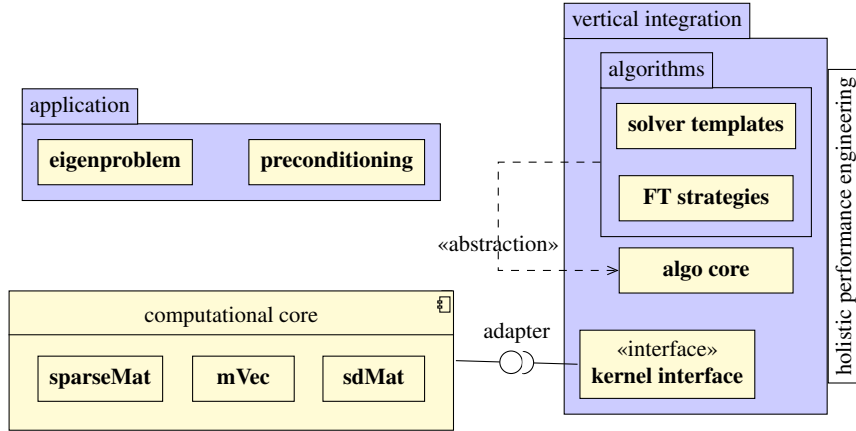 vertical integration
algorithms
solver templates
FT strategies
algo core
«interface»
kernel interface
holistic performance engineering
application
eigenproblem
preconditioning
«abstraction»
adapter
computational core
sparseMat
mVec
sdMat